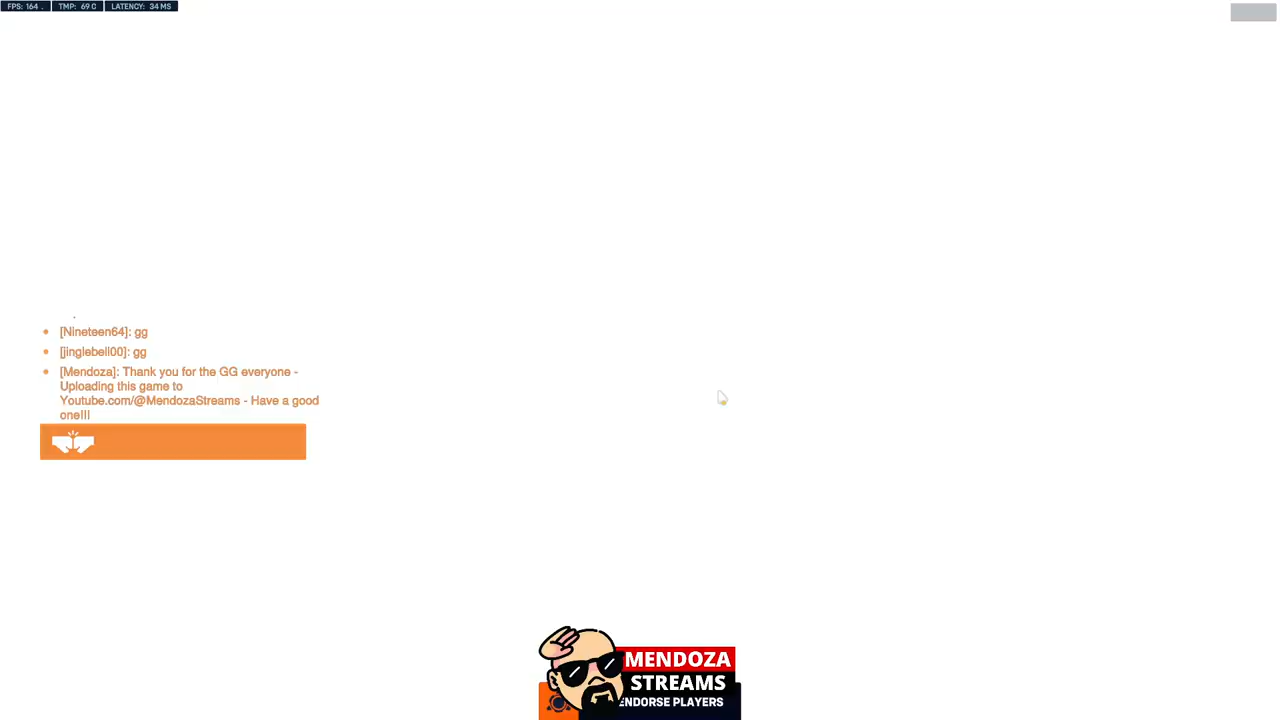 FPS: 164 . TMP: 69 C LATENCY: 34 MS
[Nineteen64]: gg
[jinglebell00]: gg
[Mendoza]: Thank you for the GG everyone -
Uploading this game to
Youtube.com/@MendozaStreams - Have a good
one!!!
MENDOZA
STREAMS
ENDORSE PLAYERS